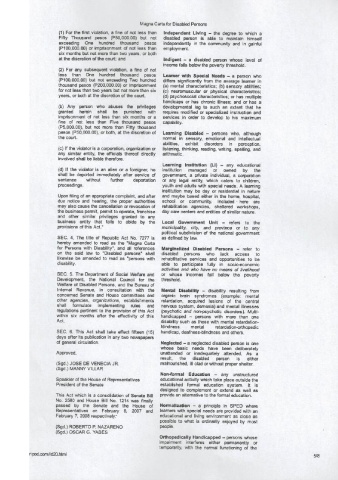 Magna Carta for Disabled Persons
(1) For the first violation, a fine of not less than
Fifty Thousand pesos (P50,000.00) but not
exceeding One hundred thousand pesos
(P100,000.00) or imprisonment of not less than
six months but not more than two years, or both
at the discretion of the court; and
(2) For any subsequent violation, a fine of not
less than One hundred thousand pesos
(P100,000.00) but not exceeding Two hundred
thousand pesos (P200,000.00) or imprisonment
for not less than two years but not more than six
years, or both at the discretion of the court.
(b) Any person who abuses the privileges
granted herein shall be punished with
imprisonment of not less than six months or a
fine of not less than Five thousand pesos
(P5,000.00), but not more than Fifty thousand
pesos (P50,000.00), or both, at the discretion of
the court.
(c) If the violator is a corporation, organization or
any similar entity, the officials thereof directly
involved shall be liable therefor.
(d) If the violator is an alien or a foreigner, he
shall be deported immediately after service of
sentence without further deportation
proceedings.
Upon filing of an appropriate complaint, and after
due notice and hearing, the proper authorities
may also cause the cancellation or revocation of
the business permit, permit to operate, franchise
and other similar privileges granted to any
business entity that fails to abide by the
provisions of this Act."
SEC. 4. The title of Republic Act No. 7277 is
hereby amended to read as the "Magna Carta
for Persons with Disability", and all references
on the said law to "Disabled persons" shall
likewise be amended to read as "persons with
disability.
SEC. 5. The Department of Social Welfare and
Development, the National Council for the
Welfare of Disabled Persons, and the Bureau of
Internal Revenue, in consultation with the
concerned Senate and House committees and
other agencies, organizations, establishments
shall formulate implementing rules and
regulations pertinent to the provision of this Act
within six months after the effectivity of this
Act.
SEC. 6. This Act shall take effect fifteen (15)
days after its publication in any two newspapers
of general circulation.
Approved,
(Sgd.) JOSE DE VENECIA JR.
(Sgd.) MANNY VILLAR
Speaker of the House of Representatives
President of the Senate
This Act which is a consolidation of Senate Bill
No. 2580 and House Bill No. 1214 was finally
passed by the Senate and the House of
Representatives on February 8, 2007 and
February 7, 2008 respectively"
(Sgd.) ROBERTO P. NAZARENO
(Sgd.) OSCAR G. YABES
Independent Living – the degree to which a
disabled person is able to maintain himself
independently in the community and in gainful
employment.
Indigent – a disabled person whose level of
income falls below the poverty threshold.
Learner with Special Needs – a person who
differs significantly from the average learner in
(a) mental characteristics; (b) sensory abilities;
(c) neuromuscular or physical characteristics;
(d) psychosocial characteristics; or has multiple
handicaps or has chronic illness; and or has a
developmental lag to such an extent that he
requires modified or specialized instruction and
services in order to develop to his maximum
capability.
Learning Disabled – persons who, although
normal in sensory, emotional and intellectual
abilities, exhibit disorders in perception,
listening, thinking, reading, writing, spelling, and
arithmetic.
Learning Institution (LI) – any educational
institution managed or owned by the
government, a private individual, a corporation
or any legal entity, which caters to children,
youth and adults with special needs. A learning
institution may be day or residential in nature
and maybe based either in the home, hospital,
school or community. Included here are
rehabilitation agencies, sheltered workshops,
day care centers and entities of similar nature.
Local Government Unit – refers to the
municipality, city, and province or to any
political subdivision of the national government
as defined by law.
Marginalized Disabled Persons – refer to
disabled persons who lack access to
rehabilitative services and opportunities to be
able to participate fully in socio-economic
activities and who have no means of livelihood
or whose incomes fall below the poverty
threshold.
Mental Disability – disability resulting from
organic brain syndromes (example: mental
retardation, acquired lesions of the central
nervous system, dementia) and mental illnesses
(psychotic and nonpsychotic disorders). Multi-
handicapped – persons with more than one
disability such as those with mental retardation-
blindness mental retardation-orthopedic
handicap, deafness-blindness and others.
Neglected – a neglected disabled person is one
whose basic needs have been deliberately
unattended or inadequately attended. As a
result, the disabled person is either
malnourished, ill clad or without proper shelter.
Non-formal Education – any unstructured
educational activity which take place outside the
established formal education system. It is
designed to complement or extend as well as
provide an alternative to the formal education.
Normalization – a principle in SPED where
learners with special needs are provided with an
educational and living environment as close as
possible to what is ordinarily enjoyed by most
people.
Orthopedically Handicapped – persons whose
impairment interferes either permanently or
temporarily, with the normal functioning of the
5/8